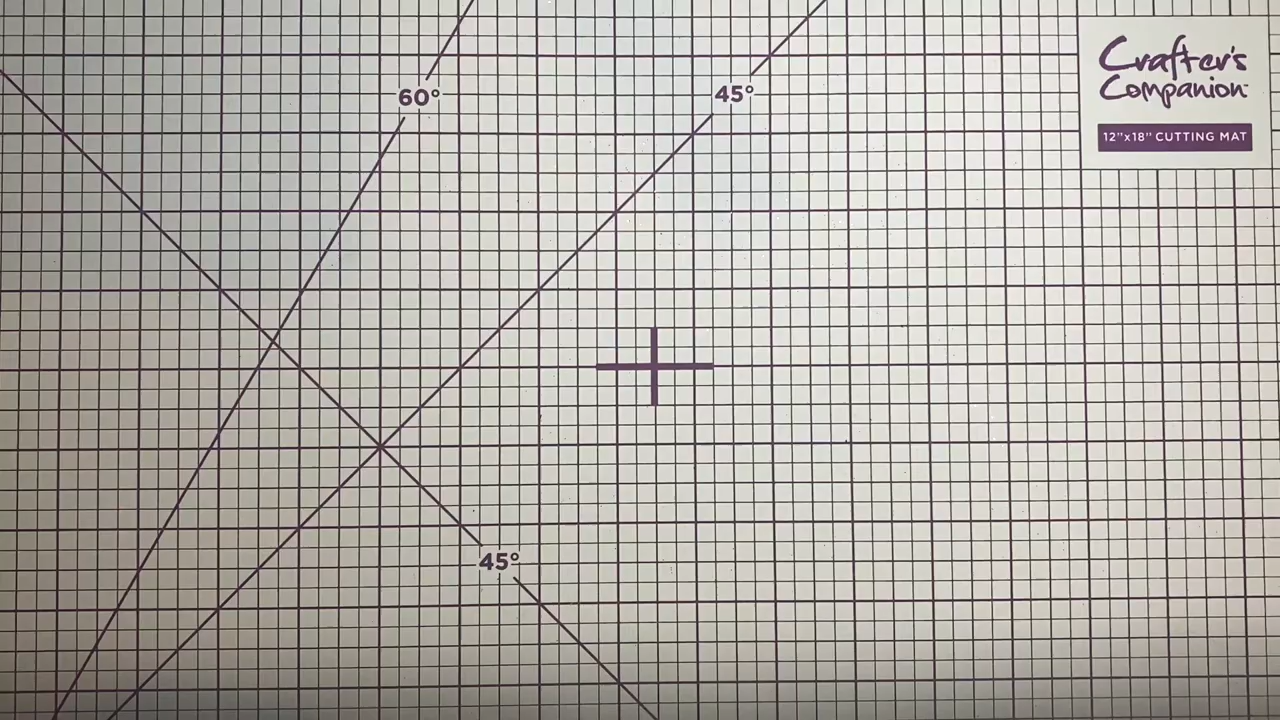 Crafter's
Companion
12"x18" CUTTING MAT
60°
45°
45°